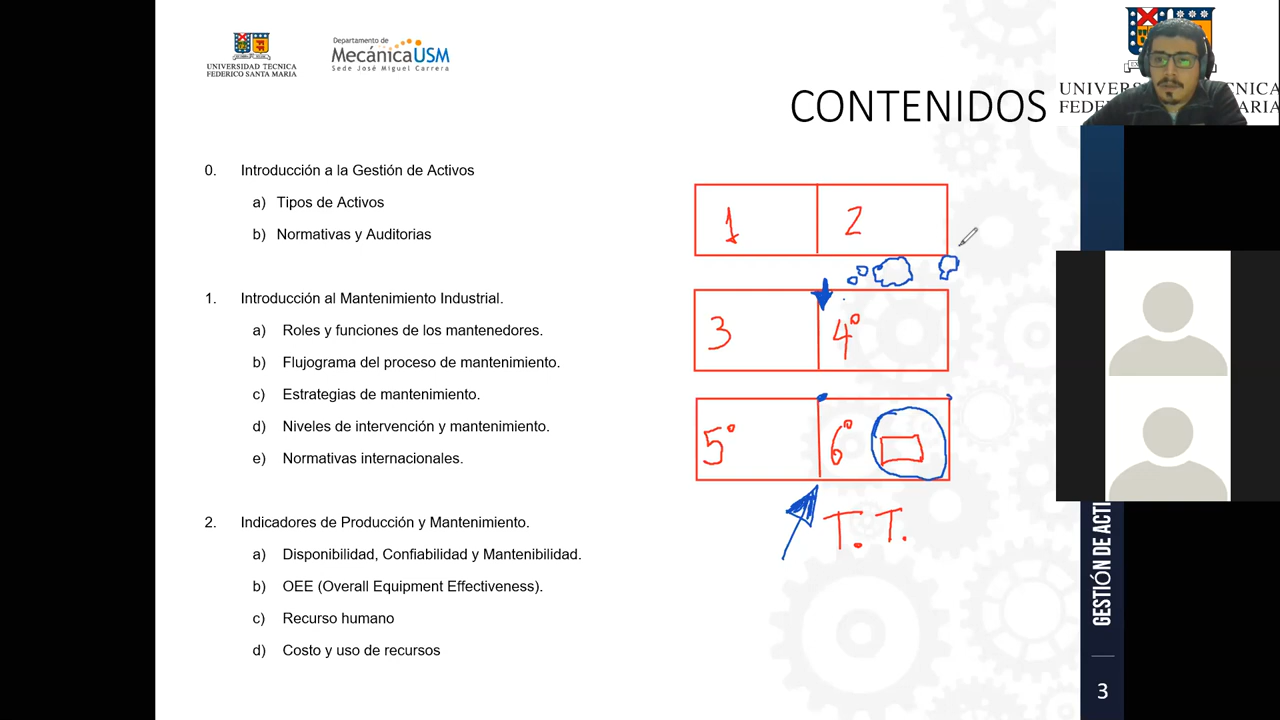 UNIVERSIDAD TECNICA
FEDERICO SANTA MARIA
Departamento de
MecánicaUSM
Sede José Miguel Carrera
CONTENIDOS
0. Introducción a la Gestión de Activos
a) Tipos de Activos
b) Normativas y Auditorias
1. Introducción al Mantenimiento Industrial.
a) Roles y funciones de los mantenedores.
b) Flujograma del proceso de mantenimiento.
c) Estrategias de mantenimiento.
d) Niveles de intervención y mantenimiento.
e) Normativas internacionales.
2. Indicadores de Producción y Mantenimiento.
a) Disponibilidad, Confiabilidad y Mantenibilidad.
b) OEE (Overall Equipment Effectiveness).
c) Recurso humano
d) Costo y uso de recursos
1 2
3 4°
5° 6°
T. T.
GESTIÓN DE ACTI
3